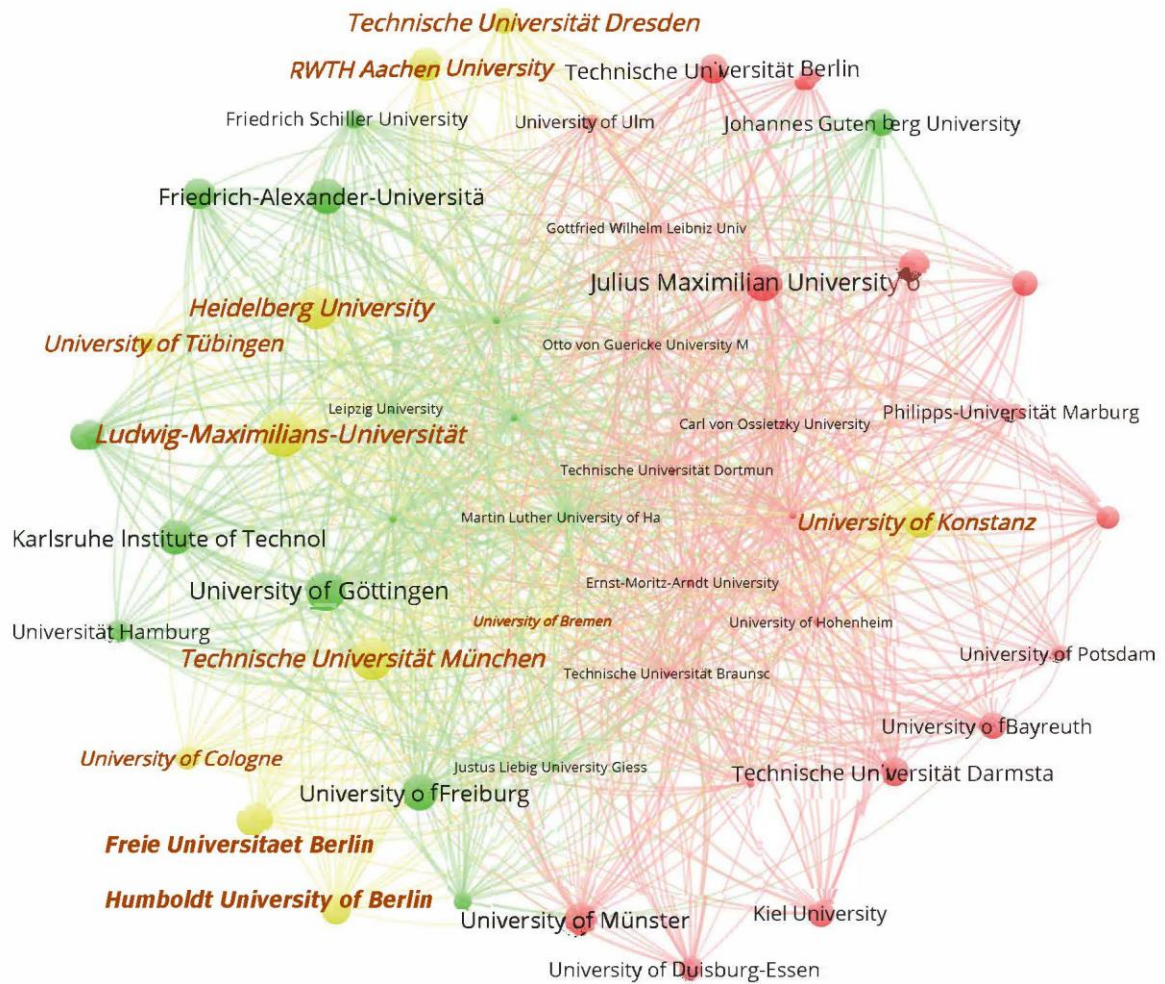 Technische Universität Dresden
RWTH Aachen University
Technische Universität Berlin
Friedrich Schiller University
University of Ulm
Johannes Gutenberg University
Friedrich-Alexander-Universitä
Gottfried Wilhelm Leibniz Univ
Julius Maximilian University o
Heidelberg University
University of Tübingen
Otto von Guericke University M
Leipzig University
Philipps-Universität Marburg
Carl von Ossietzky University
Ludwig-Maximilians-Universität
Technische Universität Dortmun
Martin Luther University of Ha
University of Konstanz
Karlsruhe Institute of Technol
Ernst-Moritz-Arndt University
University of Göttingen
University of Bremen
University of Hohenheim
Universität Hamburg
Technische Universität München
University of Potsdam
Technische Universität Braunsc
University of Bayreuth
University of Cologne
Justus Liebig University Giess
Technische Universität Darmsta
University of Freiburg
Freie Universitaet Berlin
Humboldt University of Berlin
University of Münster
Kiel University
University of Duisburg-Essen